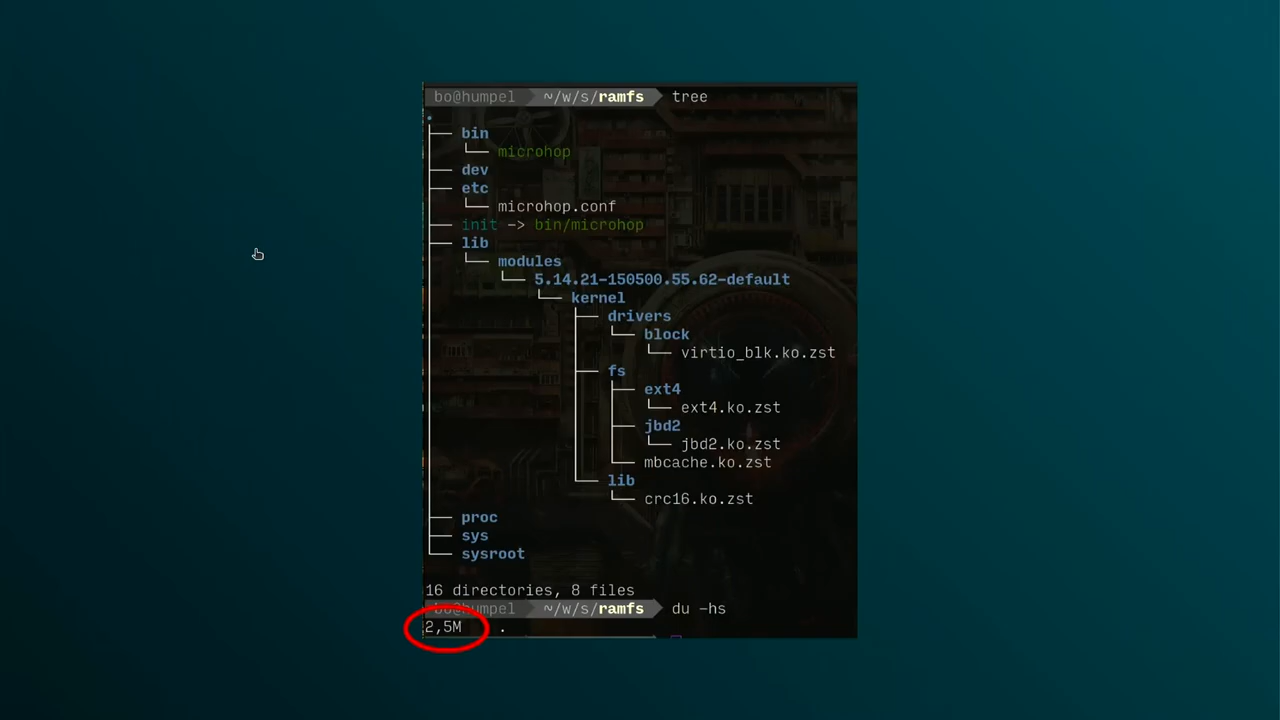 bo@humpel ~/w/s/ramfs tree
.
├── bin
│   └── microhop
├── dev
├── etc
│   └── microhop.conf
├── init -> bin/microhop
├── lib
│   └── modules
│       └── 5.14.21-150500.55.62-default
│           └── kernel
│               ├── drivers
│               │   └── block
│               │       └── virtio_blk.ko.zst
│               ├── fs
│               │   ├── ext4
│               │   │   └── ext4.ko.zst
│               │   ├── jbd2
│               │   │   └── jbd2.ko.zst
│               │   └── mbcache.ko.zst
│               └── lib
│                   └── crc16.ko.zst
├── proc
├── sys
└── sysroot
16 directories, 8 files
bo@humpel ~/w/s/ramfs du -hs
2,5M .